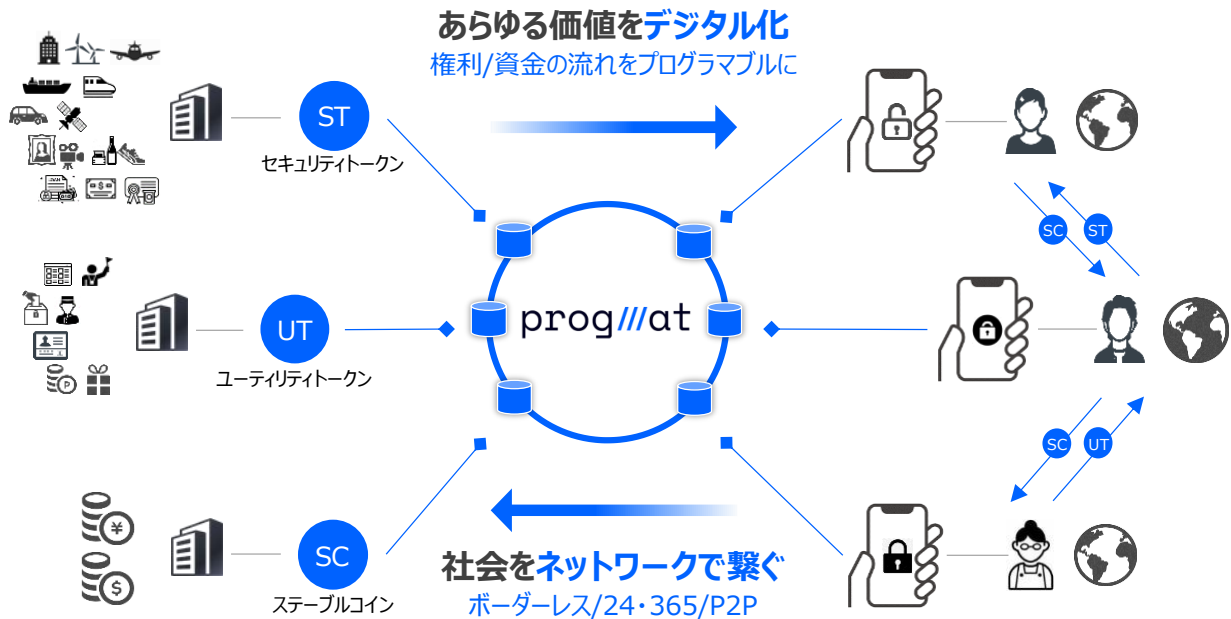 あらゆる価値をデジタル化
権利/資金の流れをプログラマブルに
ST
セキュリティトークン
SC
ST
prog///at
UT
ユーティリティトークン
SC
UT
SC
ステーブルコイン
社会をネットワークで繋ぐ
ボーダーレス/24・365/P2P